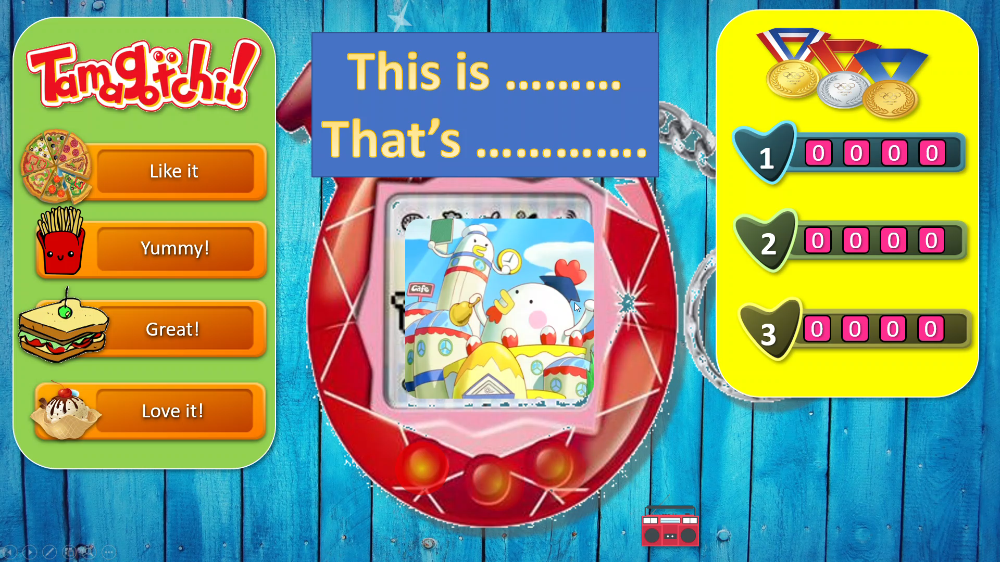 Tamagotchi!
This is .........
That's .............
Like it
Yummy!
Great!
Love it!
Cafe
1 0 0 0 0
2 0 0 0 0
3 0 0 0 0